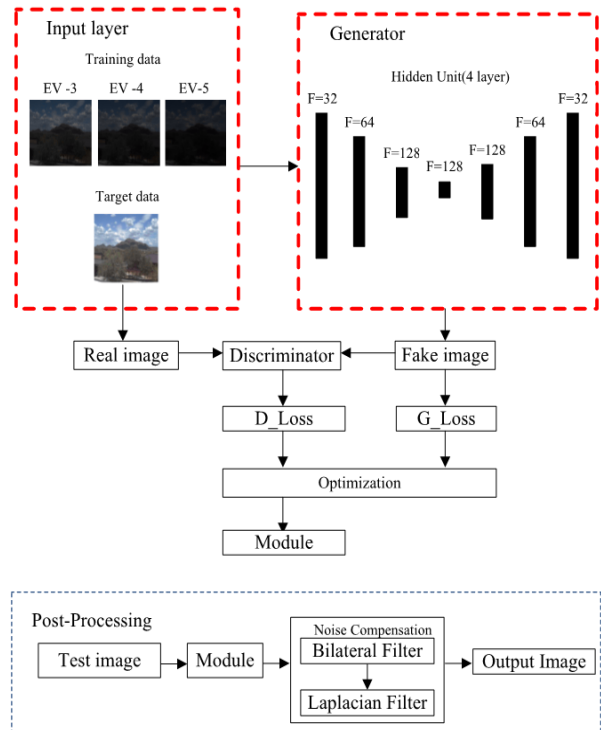 Input layer
Training data
EV -3 EV -4 EV-5
Target data
Generator
Hidden Unit(4 layer)
F=32 F=64 F=128 F=128 F=128 F=64 F=32
Real image
Discriminator
Fake image
D_Loss
G_Loss
Optimization
Module
Post-Processing
Test image
Module
Noise Compensation
Bilateral Filter
Laplacian Filter
Output Image